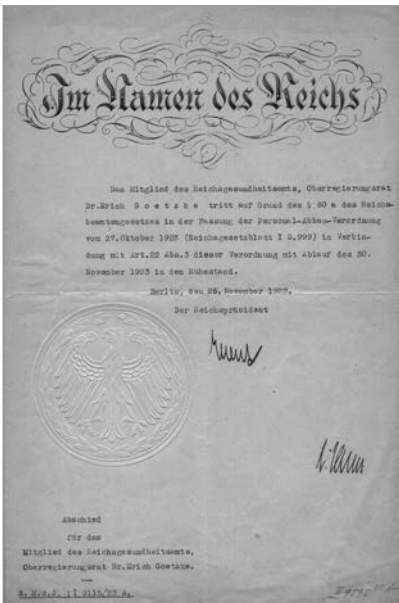 Im Namen des Reichs
Das Mitglied des Reichsgesundheitsamts, Oberregierungsrat
Dr.Erich Goetzke tritt auf Grund des § 60 a des Reichs-
beamtengesetzes in der Fassung der Personal-Abbau-Verordnung
vom 27.Oktober 1923 (Reichsgesetzblatt I S.999) in Verbin-
dung mit Art.22 Abs.3 dieser Verordnung mit Ablauf des 30.
November 1923 in den Ruhestand.
Berlin, den 25. November 1923.
Der Reichspräsident
Abschied
für das
Mitglied des Reichsgesundheitsamts,
Oberregierungsrat Dr.Erich Goetzke.